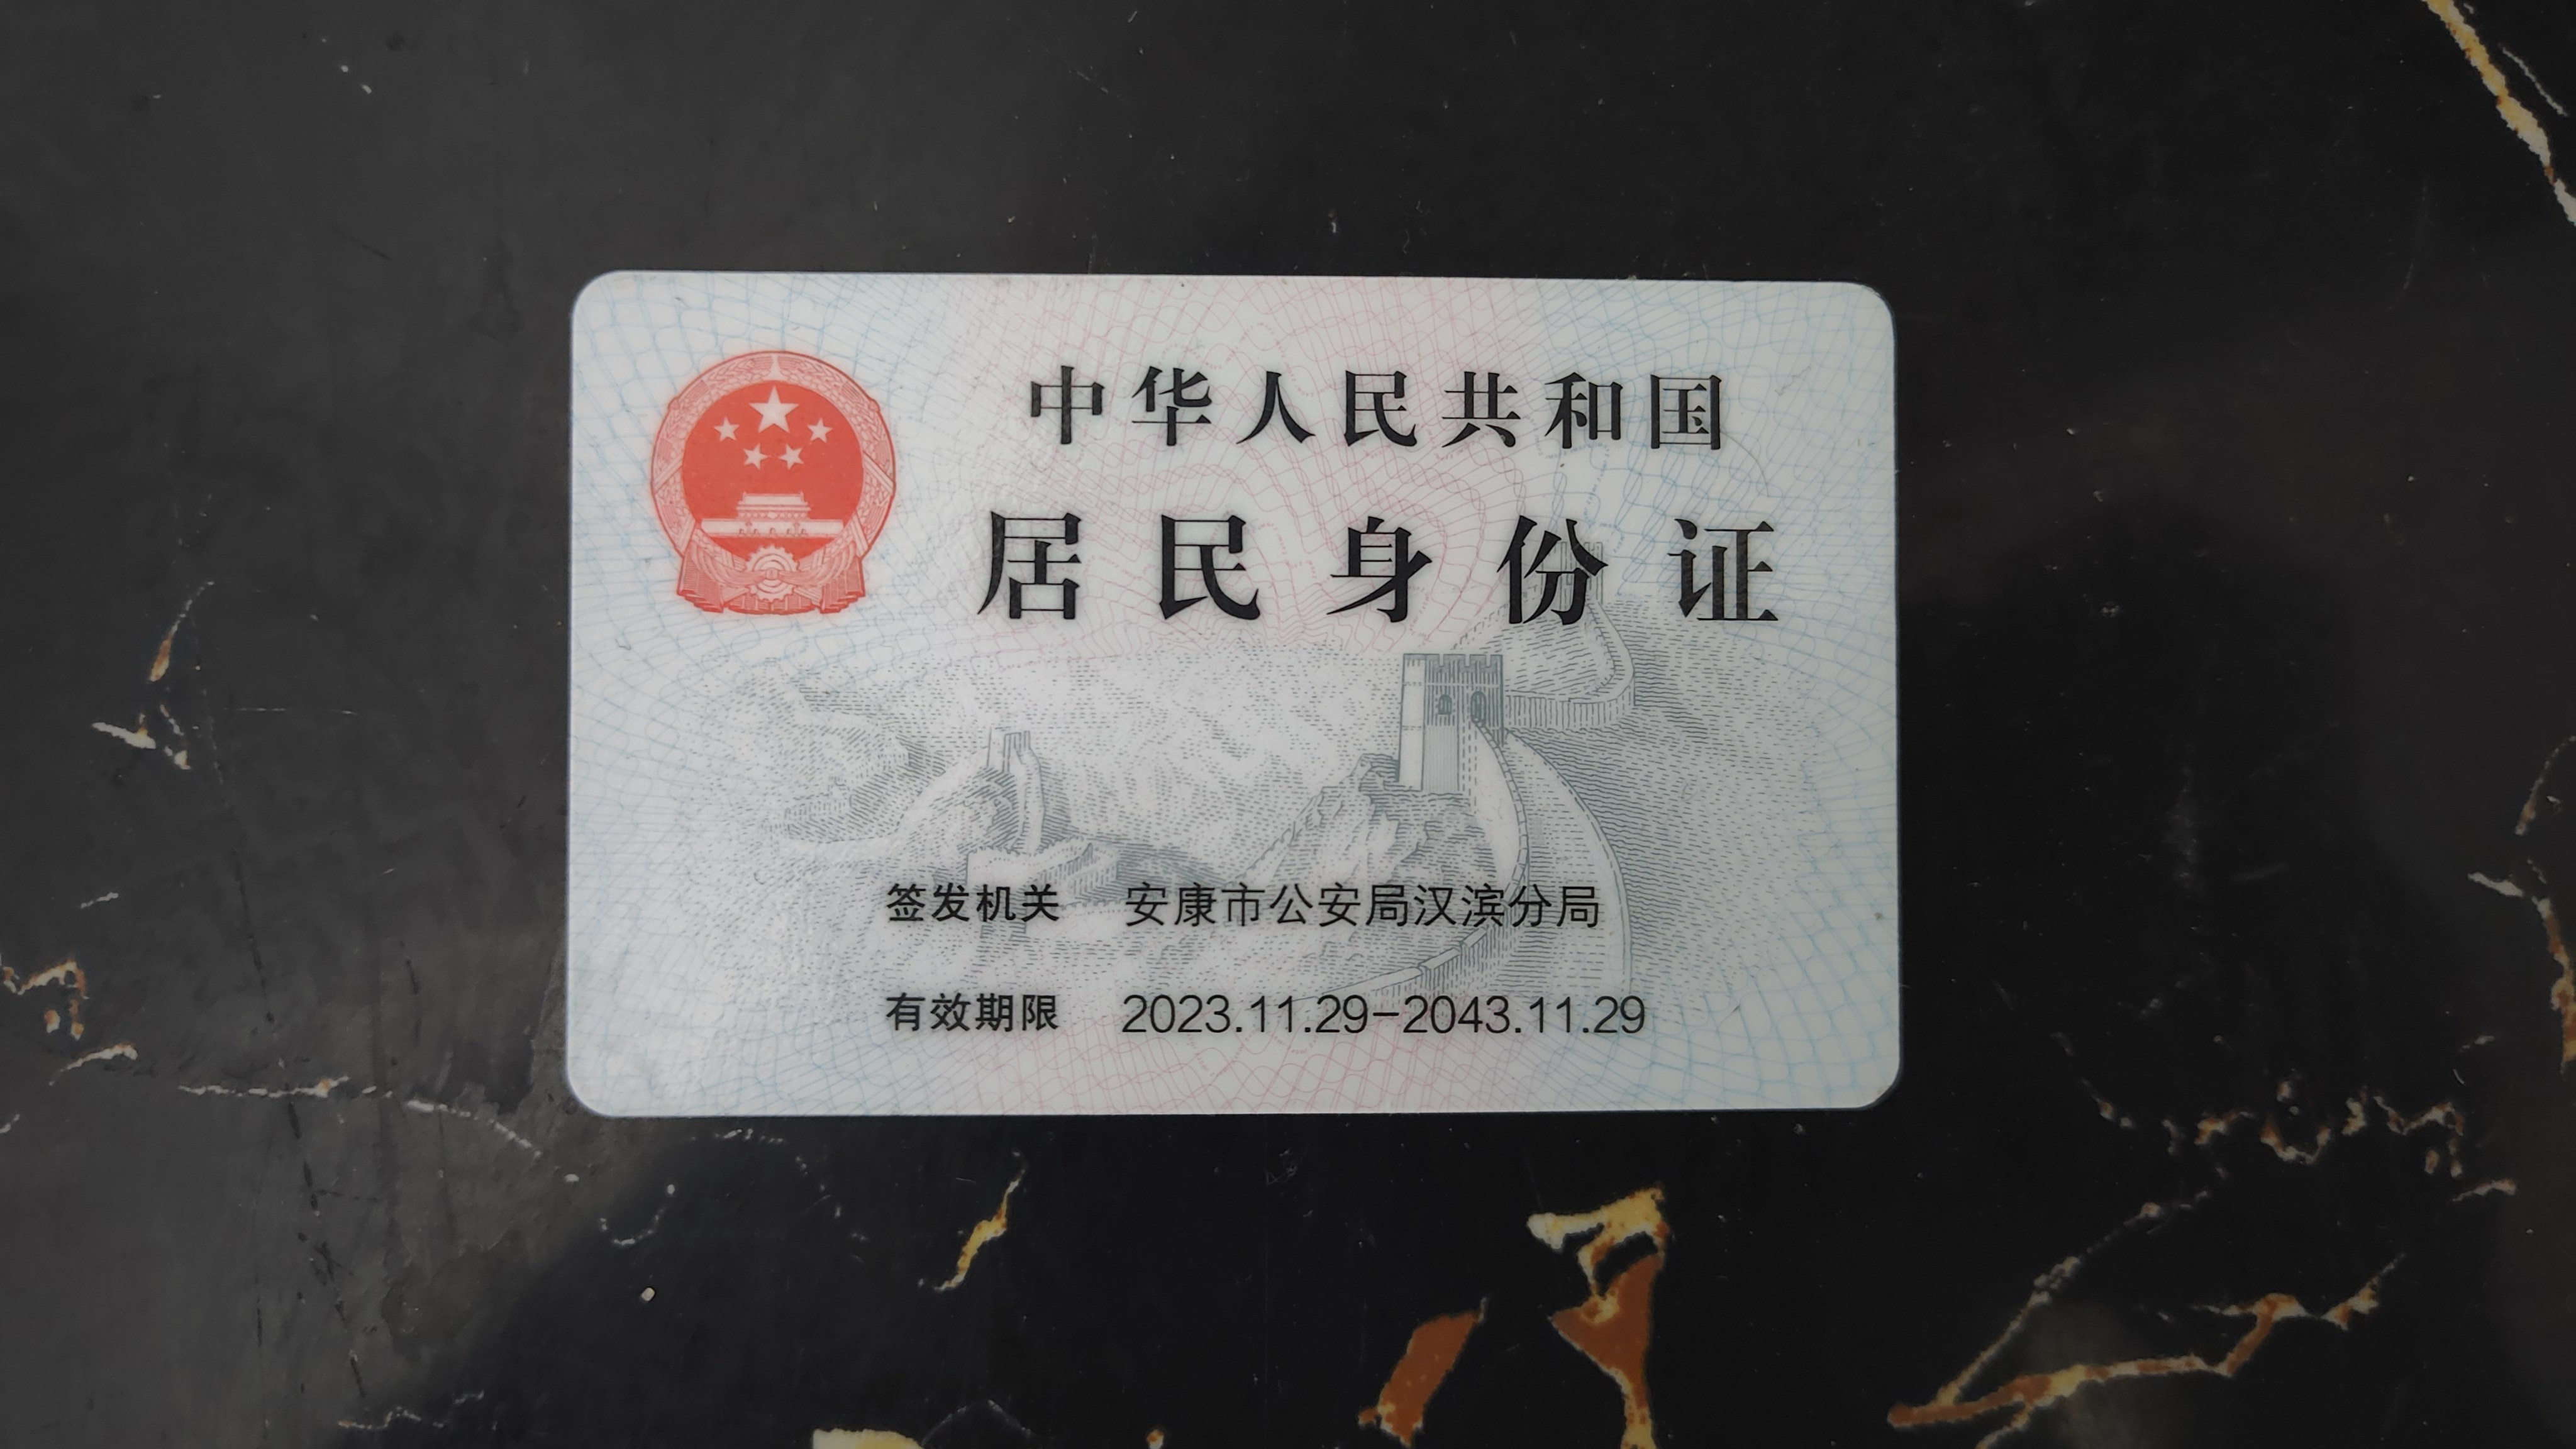 中华人民共和国
居民身份证
签发机关 安康市公安局汉滨分局
有效期限 2023.11.29-2043.11.29